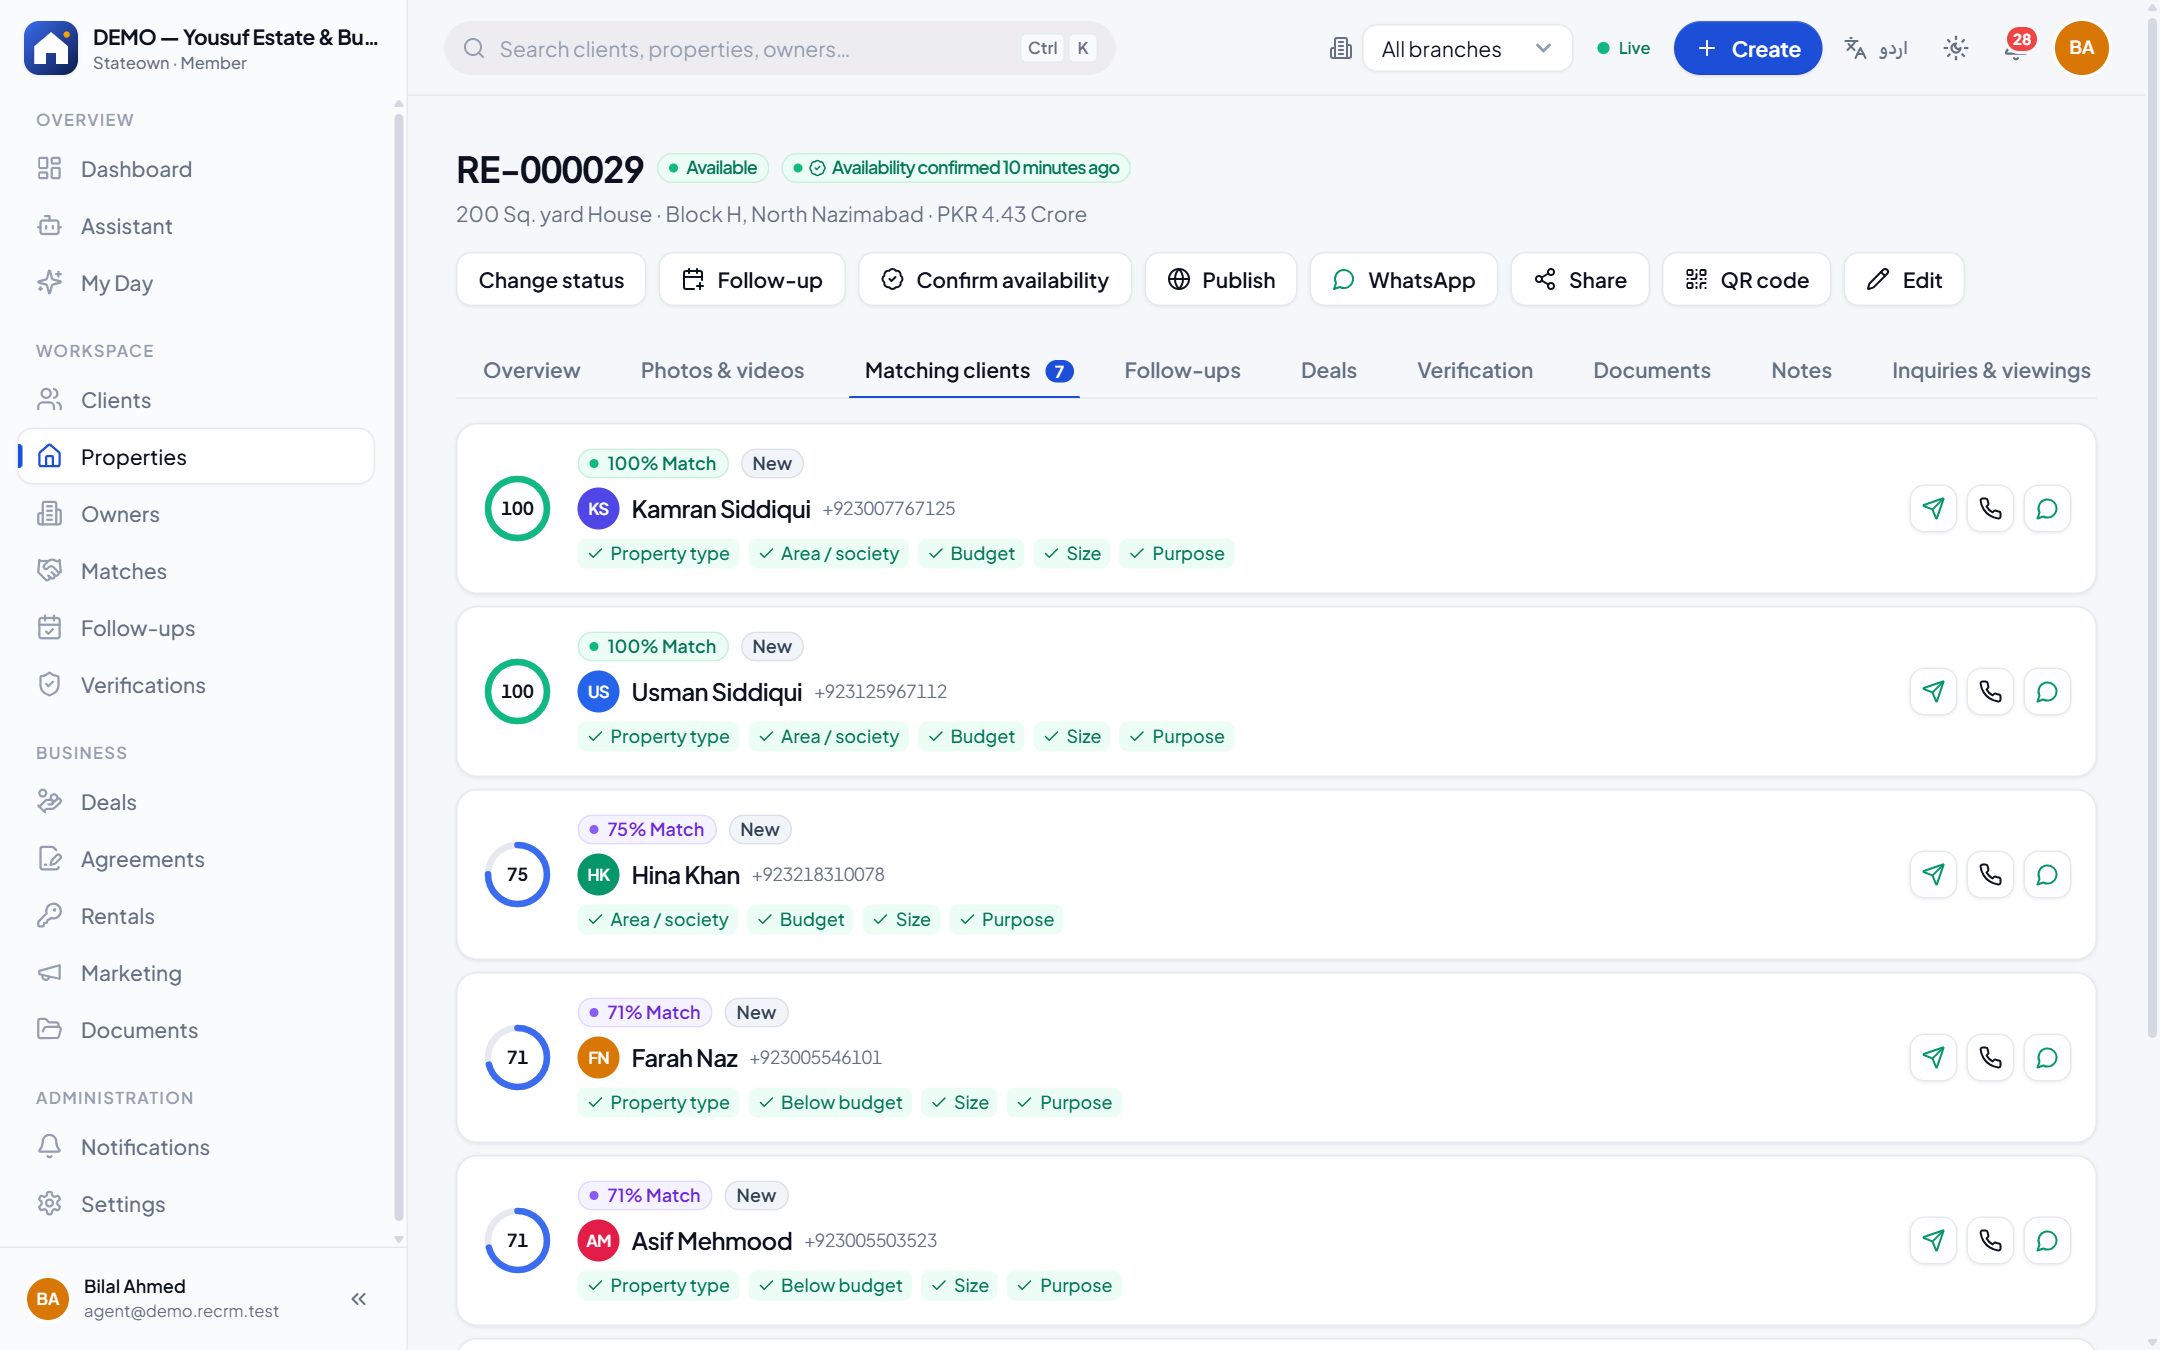 DEMO — Yousuf Estate & Bu...
Stateown · Member
OVERVIEW
Dashboard
Assistant
My Day
WORKSPACE
Clients
Properties
Owners
Matches
Follow-ups
Verifications
BUSINESS
Deals
Agreements
Rentals
Marketing
Documents
ADMINISTRATION
Notifications
Settings
BA
Bilal Ahmed
agent@demo.recrm.test
Search clients, properties, owners... Ctrl K
All branches
Live
Create
اردو
28
BA
RE-000029 Available Availability confirmed 10 minutes ago
200 Sq. yard House · Block H, North Nazimabad · PKR 4.43 Crore
Change status Follow-up Confirm availability Publish WhatsApp Share QR code Edit
Overview Photos & videos Matching clients 7 Follow-ups Deals Verification Documents Notes Inquiries & viewings
100% Match New
100 KS Kamran Siddiqui +923007767125
Property type Area / society Budget Size Purpose
100% Match New
100 US Usman Siddiqui +923125967112
Property type Area / society Budget Size Purpose
75% Match New
75 HK Hina Khan +923218310078
Area / society Budget Size Purpose
71% Match New
71 FN Farah Naz +923005546101
Property type Below budget Size Purpose
71% Match New
71 AM Asif Mehmood +923005503523
Property type Below budget Size Purpose